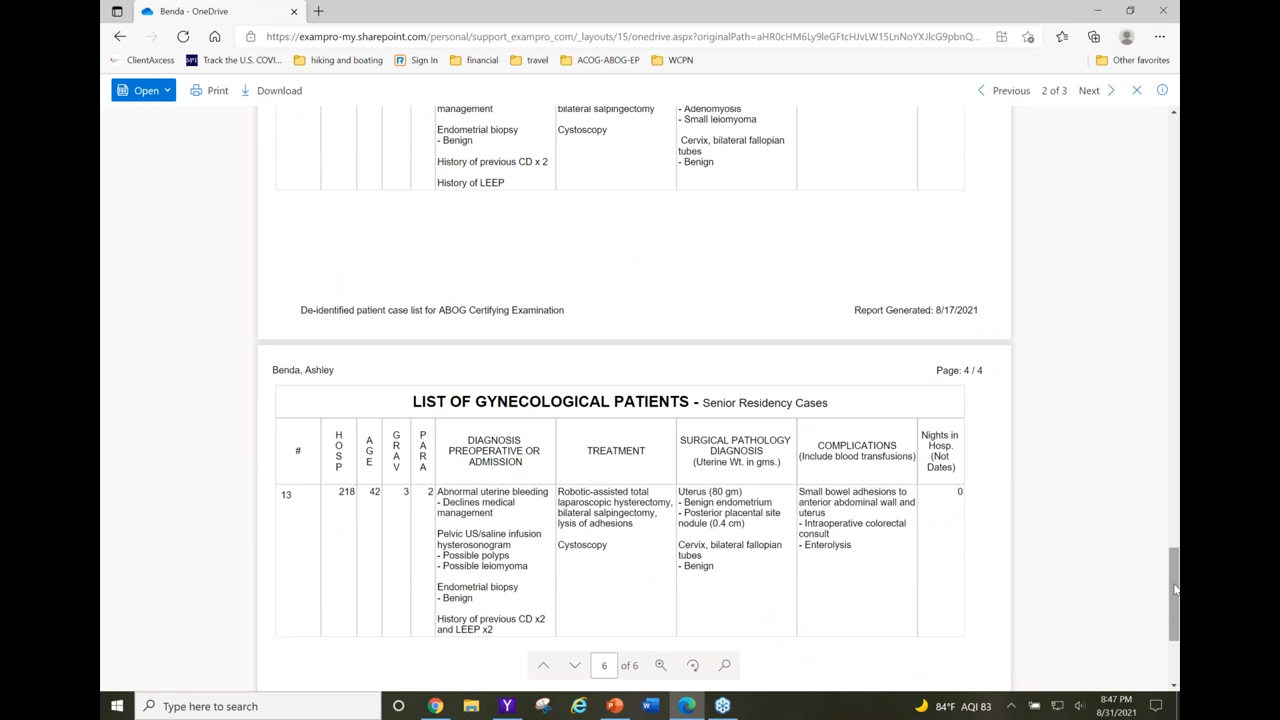 Benda - OneDrive
https://exampro-my.sharepoint.com/personal/support_exampro_com/_layouts/15/onedrive.aspx?originalPath=aHR0cHM6Ly9leGFtcHJvLW15LnNoYXJlcG9pbnQ...
ClientAxcess Track the U.S. COVI... hiking and boating Sign In financial travel ACOG-ABOG-EP WCPN Other favorites
Open Print Download Previous 2 of 3 Next
management bilateral salpingectomy - Adenomyosis
- Small leiomyoma
Endometrial biopsy Cystoscopy
- Benign Cervix, bilateral fallopian
tubes
History of previous CD x 2 - Benign
History of LEEP
De-identified patient case list for ABOG Certifying Examination Report Generated: 8/17/2021
Benda, Ashley Page: 4 / 4
LIST OF GYNECOLOGICAL PATIENTS - Senior Residency Cases
#
HOSP
AGE
GRAV
PARA
DIAGNOSIS
PREOPERATIVE OR
ADMISSION
TREATMENT
SURGICAL PATHOLOGY
DIAGNOSIS
(Uterine Wt. in gms.)
COMPLICATIONS
(Include blood transfusions)
Nights in
Hosp.
(Not
Dates)
13 218 42 3 2
Abnormal uterine bleeding
- Declines medical
management
Pelvic US/saline infusion
hysterosonogram
- Possible polyps
- Possible leiomyoma
Endometrial biopsy
- Benign
History of previous CD x2
and LEEP x2
Robotic-assisted total
laparoscopic hysterectomy,
bilateral salpingectomy,
lysis of adhesions
Cystoscopy
Uterus (80 gm)
- Benign endometrium
- Posterior placental site
nodule (0.4 cm)
Cervix, bilateral fallopian
tubes
- Benign
Small bowel adhesions to
anterior abdominal wall and
uterus
- Intraoperative colorectal
consult
- Enterolysis
0
6 of 6
Type here to search
84°F AQI 83
8:47 PM
8/31/2021